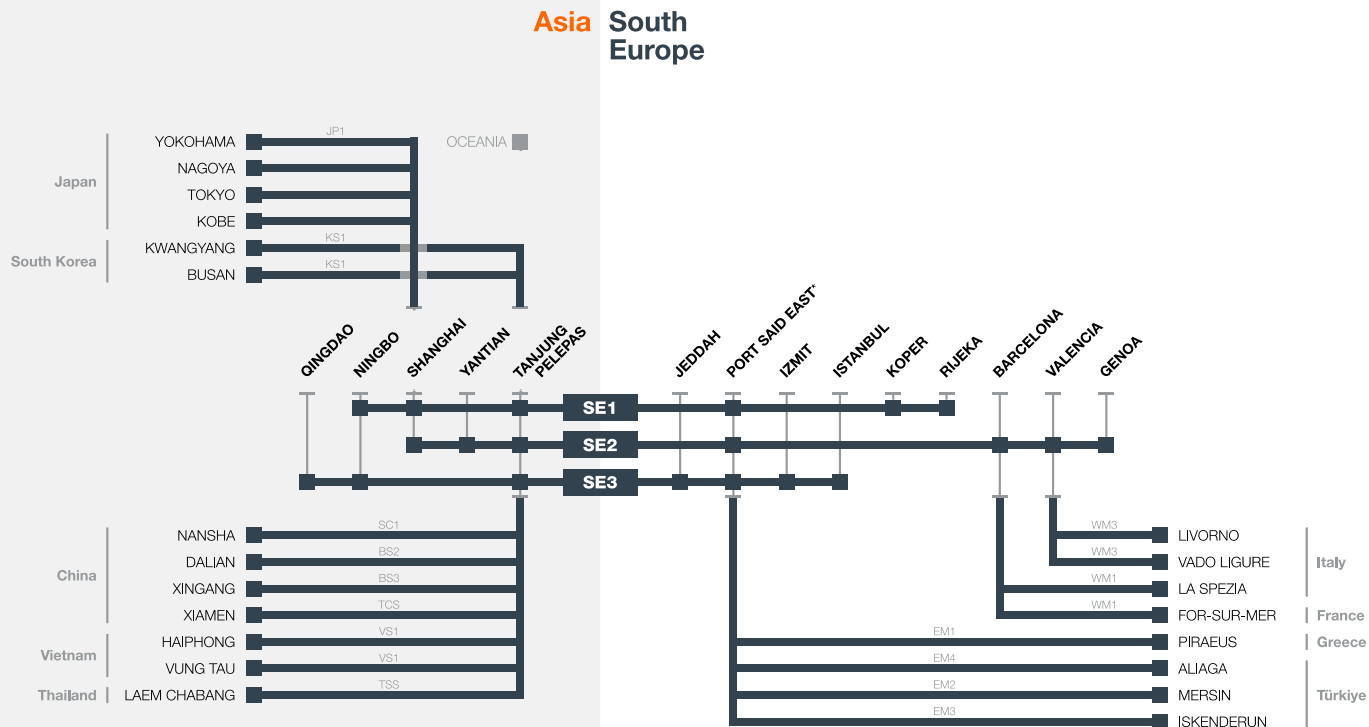 Asia South
Europe
YOKOHAMA
JP1
OCEANIA
NAGOYA
Japan
TOKYO
KOBE
KWANGYANG
KS1
South Korea
BUSAN
KS1
QINGDAO
NINGBO
SHANGHAI
YANTIAN
TANJUNG
PELEPAS
JEDDAH
PORT SAID EAST*
IZMIT
ISTANBUL
KOPER
RIJEKA
BARCELONA
VALENCIA
GENOA
SE1
SE2
SE3
NANSHA
SC1
DALIAN
BS2
China
XINGANG
BS3
XIAMEN
TCS
HAIPHONG
VS1
Vietnam
VUNG TAU
VS1
Thailand
LAEM CHABANG
TSS
WM3
LIVORNO
WM3
VADO LIGURE
Italy
WM1
LA SPEZIA
WM1
FOR-SUR-MER
France
EM1
PIRAEUS
Greece
EM4
ALIAGA
EM2
MERSIN
Türkiye
EM3
ISKENDERUN